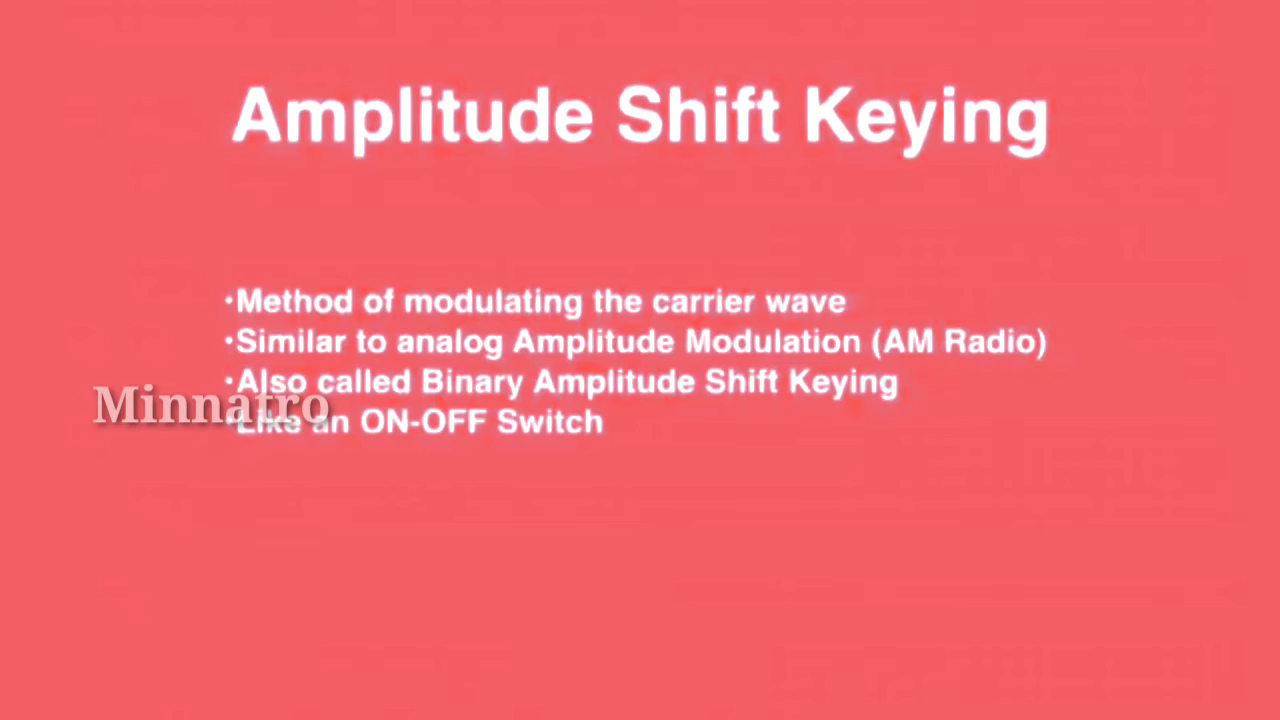 Amplitude Shift Keying
·Method of modulating the carrier wave
·Similar to analog Amplitude Modulation (AM Radio)
·Also called Binary Amplitude Shift Keying
Minnatro
·Like an ON-OFF Switch